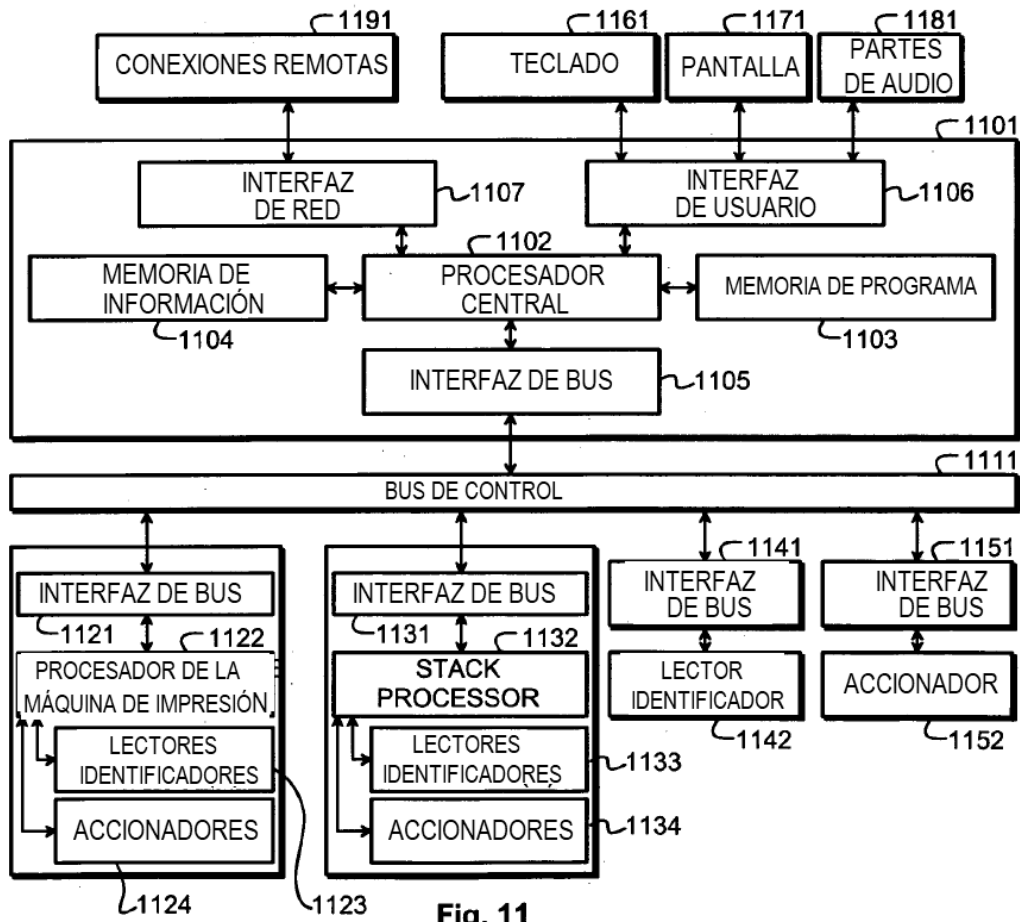 1191
1161
1171
1181
CONEXIONES REMOTAS
TECLADO
PANTALLA
PARTES
DE AUDIO
1101
INTERFAZ
DE RED
1107
INTERFAZ
DE USUARIO
1106
1102
MEMORIA DE
INFORMACIÓN
1104
PROCESADOR
CENTRAL
MEMORIA DE PROGRAMA
1103
INTERFAZ DE BUS
1105
1111
BUS DE CONTROL
INTERFAZ DE BUS
1121
1122
PROCESADOR DE LA
MÁQUINA DE IMPRESIÓN
LECTORES
IDENTIFICADORES
1123
ACCIONADORES
1124
INTERFAZ DE BUS
1131
1132
STACK
PROCESSOR
LECTORES
IDENTIFICADORES
1133
ACCIONADORES
1134
1141
INTERFAZ
DE BUS
LECTOR
IDENTIFICADOR
1142
1151
INTERFAZ
DE BUS
ACCIONADOR
1152
Fig. 11